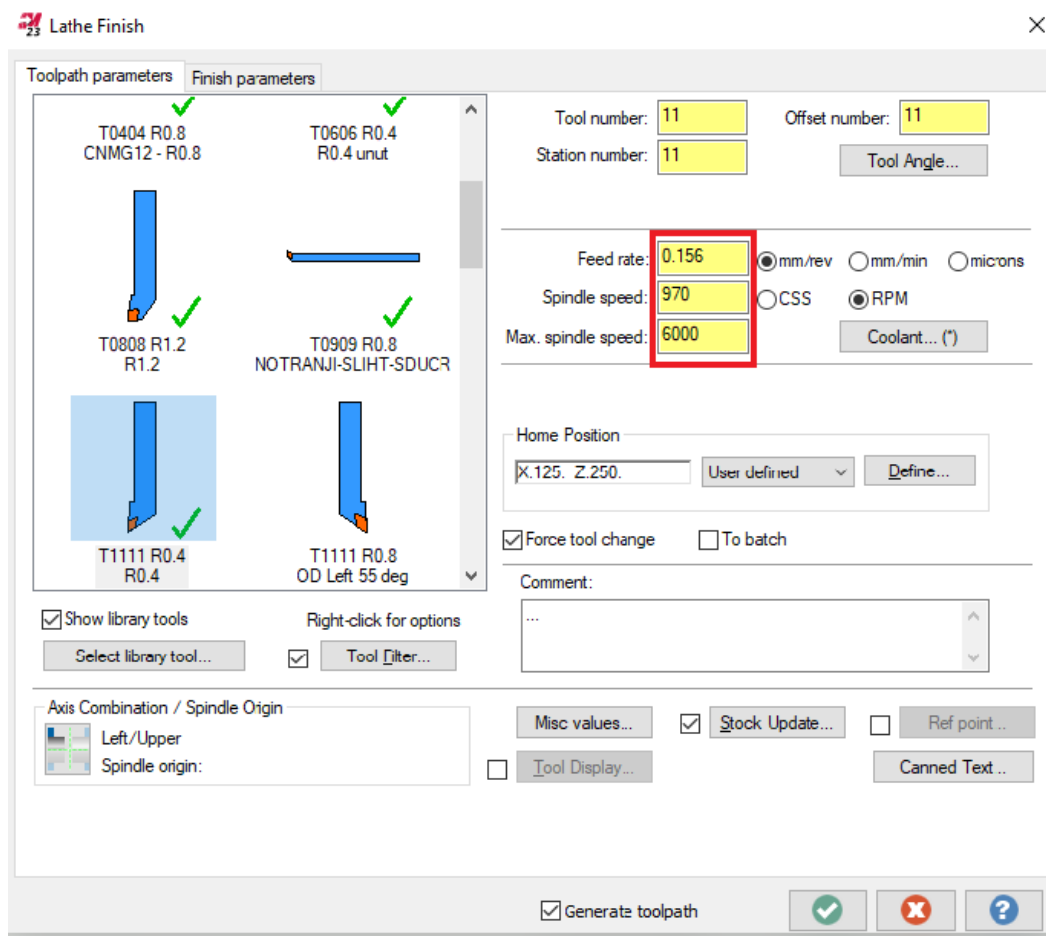 23 Lathe Finish
Toolpath parameters Finish parameters
T0404 R0.8
CNMG12 - R0.8
T0606 R0.4
R0.4 unut
T0808 R1.2
R1.2
T0909 R0.8
NOTRANJI-SLIHT-SDUCR
T1111 R0.4
R0.4
T1111 R0.8
OD Left 55 deg
Show library tools
Right-click for options
Select library tool...
Tool Filter...
Axis Combination / Spindle Origin
Left/Upper
Spindle origin:
Tool number: 11
Offset number: 11
Station number: 11
Tool Angle...
Feed rate: 0.156 mm/rev mm/min microns
Spindle speed: 970 CSS RPM
Max. spindle speed: 6000 Coolant... (*)
Home Position
X.125. Z.250. User defined Define...
Force tool change To batch
Comment:
...
Misc values... Stock Update... Ref point ..
Tool Display... Canned Text ..
Generate toolpath